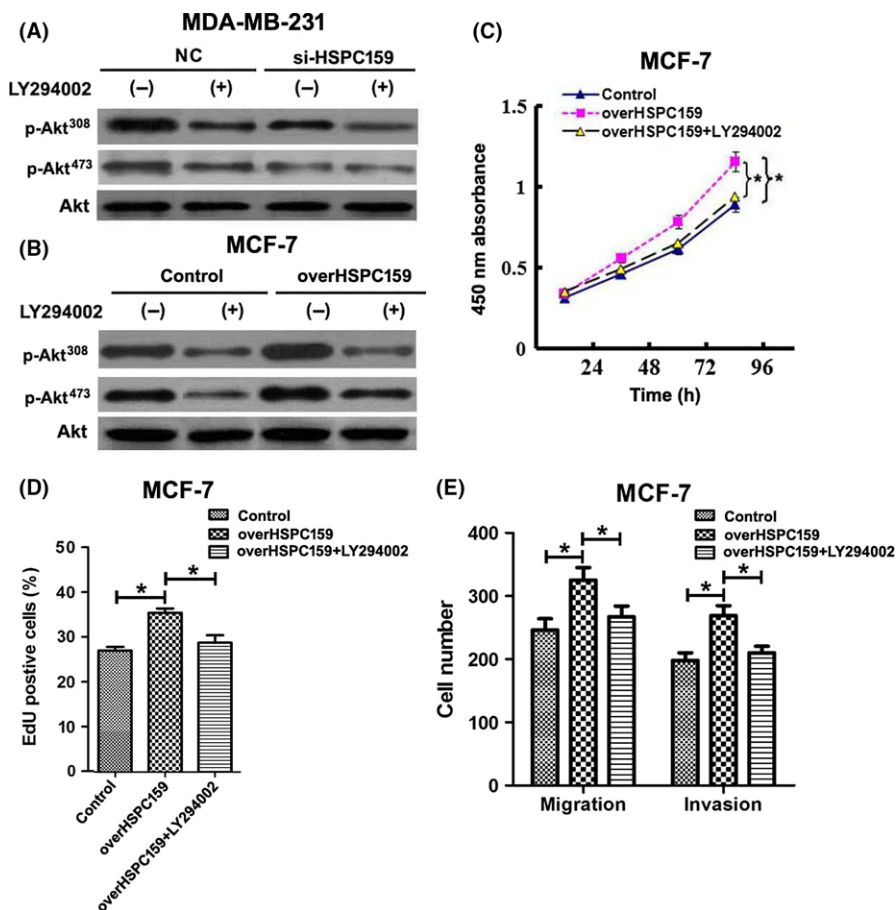 (A) MDA-MB-231
NC si-HSPC159
LY294002 (–) (+) (–) (+)
p-Akt³⁰⁸
p-Akt⁴⁷³
Akt
(B) MCF-7
Control overHSPC159
LY294002 (–) (+) (–) (+)
p-Akt³⁰⁸
p-Akt⁴⁷³
Akt
(C)
MCF-7
Control
overHSPC159
overHSPC159+LY294002
450 nm absorbance
1.5
1
0.5
0
* *
24 48 72 96
Time (h)
(D)
MCF-7
Control
overHSPC159
overHSPC159+LY294002
EdU postive cells (%)
50
40
30
20
10
0
* *
Control
overHSPC159
overHSPC159+LY294002
(E)
MCF-7
Control
overHSPC159
overHSPC159+LY294002
Cell number
400
300
200
100
0
* *
* *
Migration Invasion